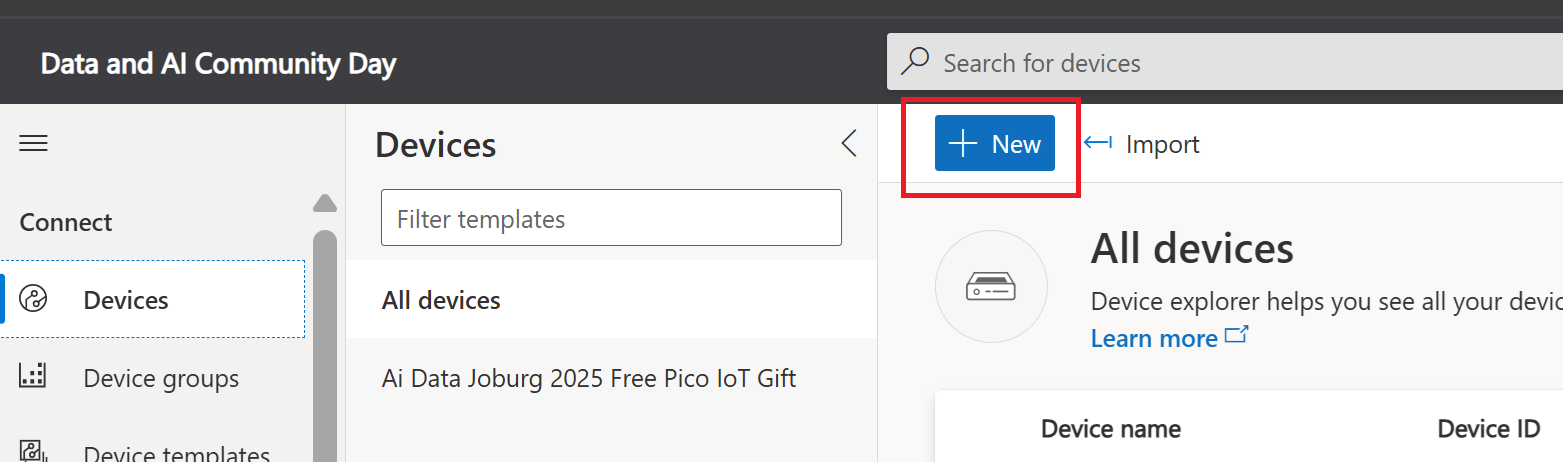 Data and AI Community Day
Search for devices
Connect
Devices
Device groups
Device templates
Devices
Filter templates
All devices
Ai Data Joburg 2025 Free Pico IoT Gift
New
Import
All devices
Device explorer helps you see all your
Learn more
Device name
Device ID